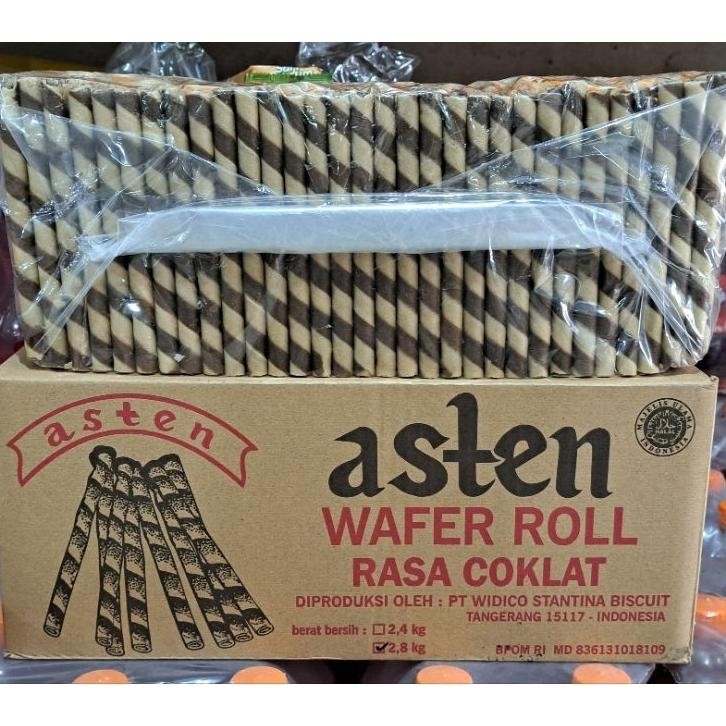 asten
asten
MAJELIS ULAMA
حلال
HALAL
INDONESIA
WAFER ROLL
RASA COKLAT
DIPRODUKSI OLEH : PT WIDICO STANTINA BISCUIT
TANGERANG 15117 - INDONESIA
berat bersih : 2,4 kg
2,8 kg
BPOM RI MD 836131018109